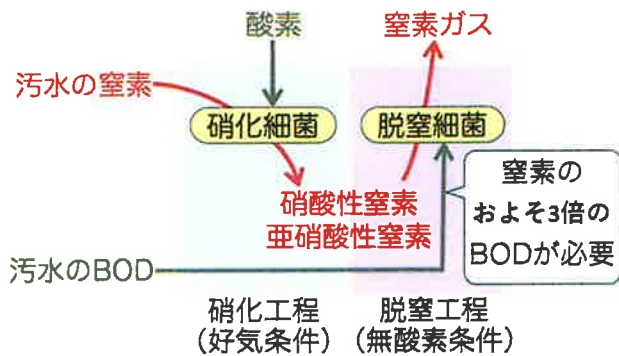 酸素
窒素ガス
汚水の窒素
硝化細菌
脱窒細菌
硝酸性窒素
亜硝酸性窒素
窒素の
およそ3倍の
BODが必要
汚水のBOD
硝化工程
(好気条件)
脱窒工程
(無酸素条件)